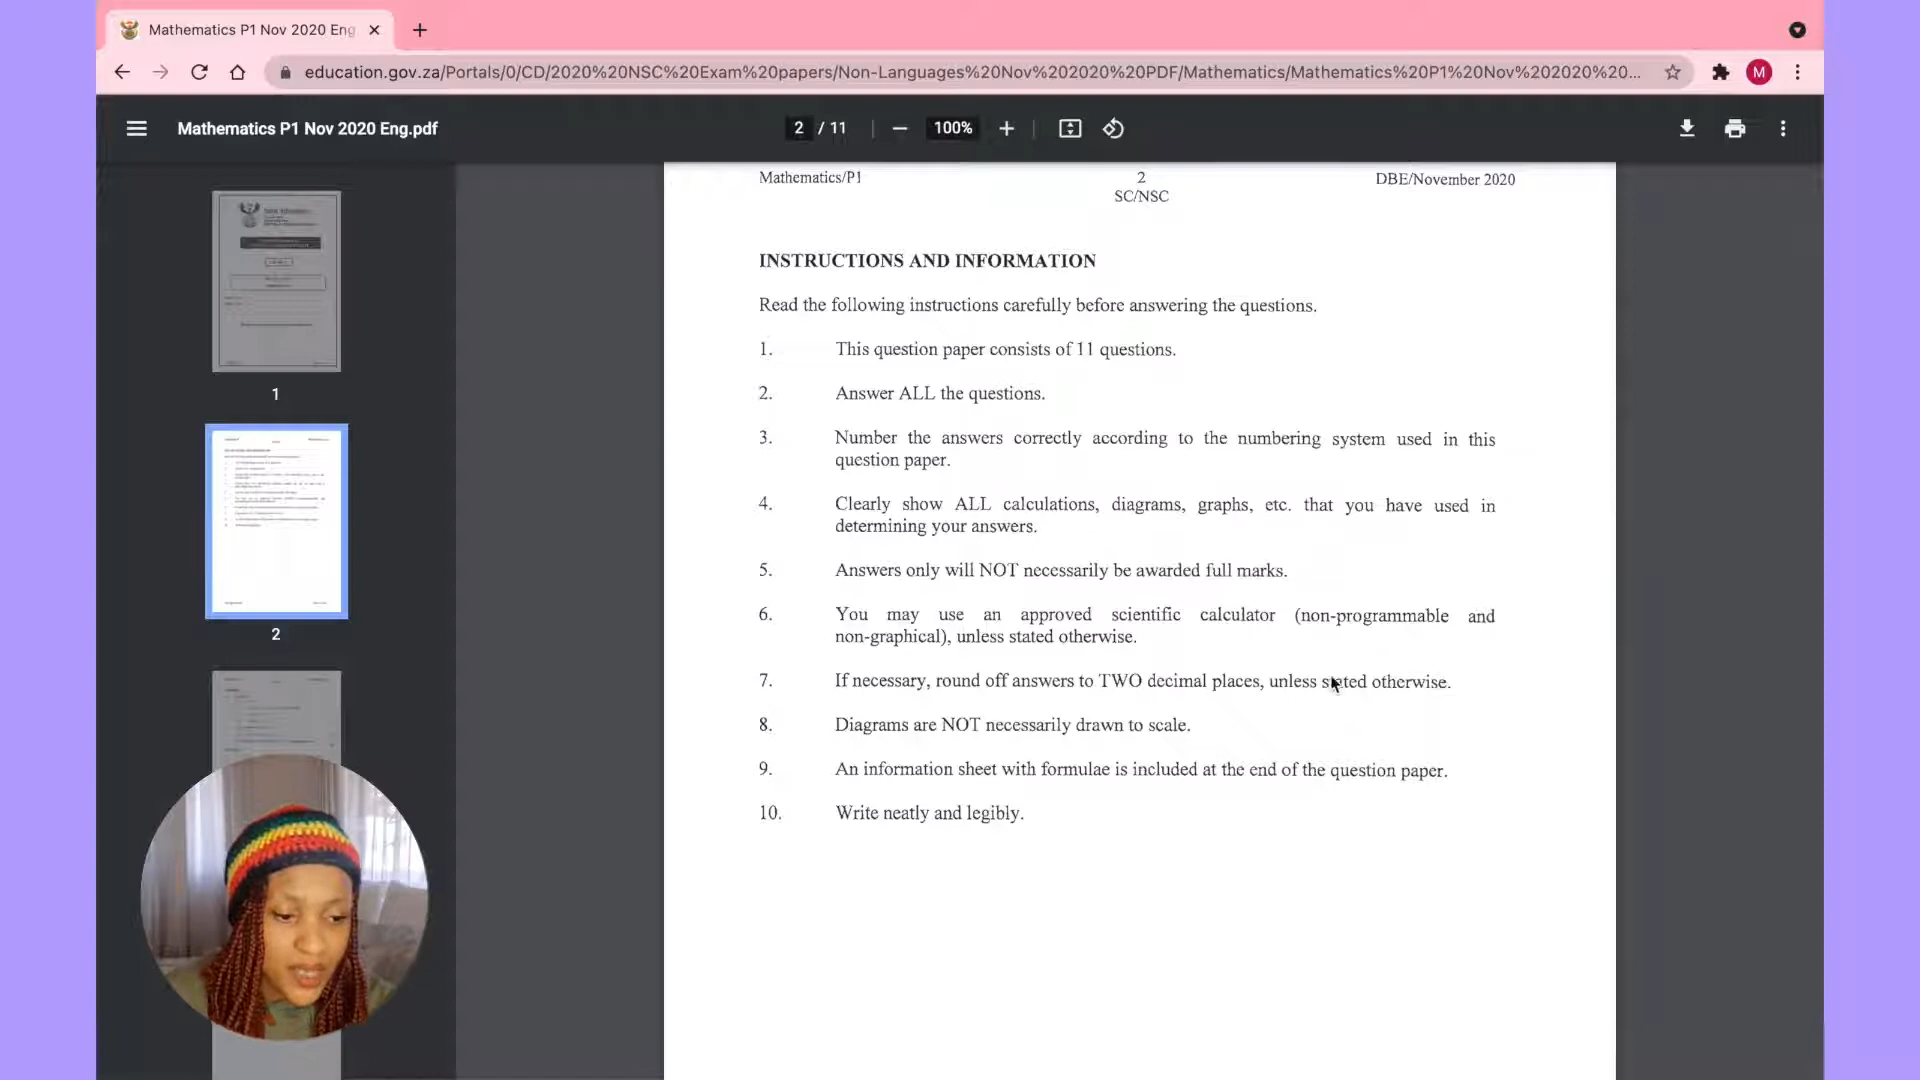 Mathematics P1 Nov 2020 Eng
education.gov.za/Portals/0/CD/2020%20NSC%20Exam%20papers/Non-Languages%20Nov%202020%20PDF/Mathematics/Mathematics%20P1%20Nov%202020%20...
M
Mathematics P1 Nov 2020 Eng.pdf
2 / 11
100%
1
2
Mathematics/P1
2
DBE/November 2020
SC/NSC
INSTRUCTIONS AND INFORMATION
Read the following instructions carefully before answering the questions.
1. This question paper consists of 11 questions.
2. Answer ALL the questions.
3. Number the answers correctly according to the numbering system used in this
question paper.
4. Clearly show ALL calculations, diagrams, graphs, etc. that you have used in
determining your answers.
5. Answers only will NOT necessarily be awarded full marks.
6. You may use an approved scientific calculator (non-programmable and
non-graphical), unless stated otherwise.
7. If necessary, round off answers to TWO decimal places, unless stated otherwise.
8. Diagrams are NOT necessarily drawn to scale.
9. An information sheet with formulae is included at the end of the question paper.
10. Write neatly and legibly.